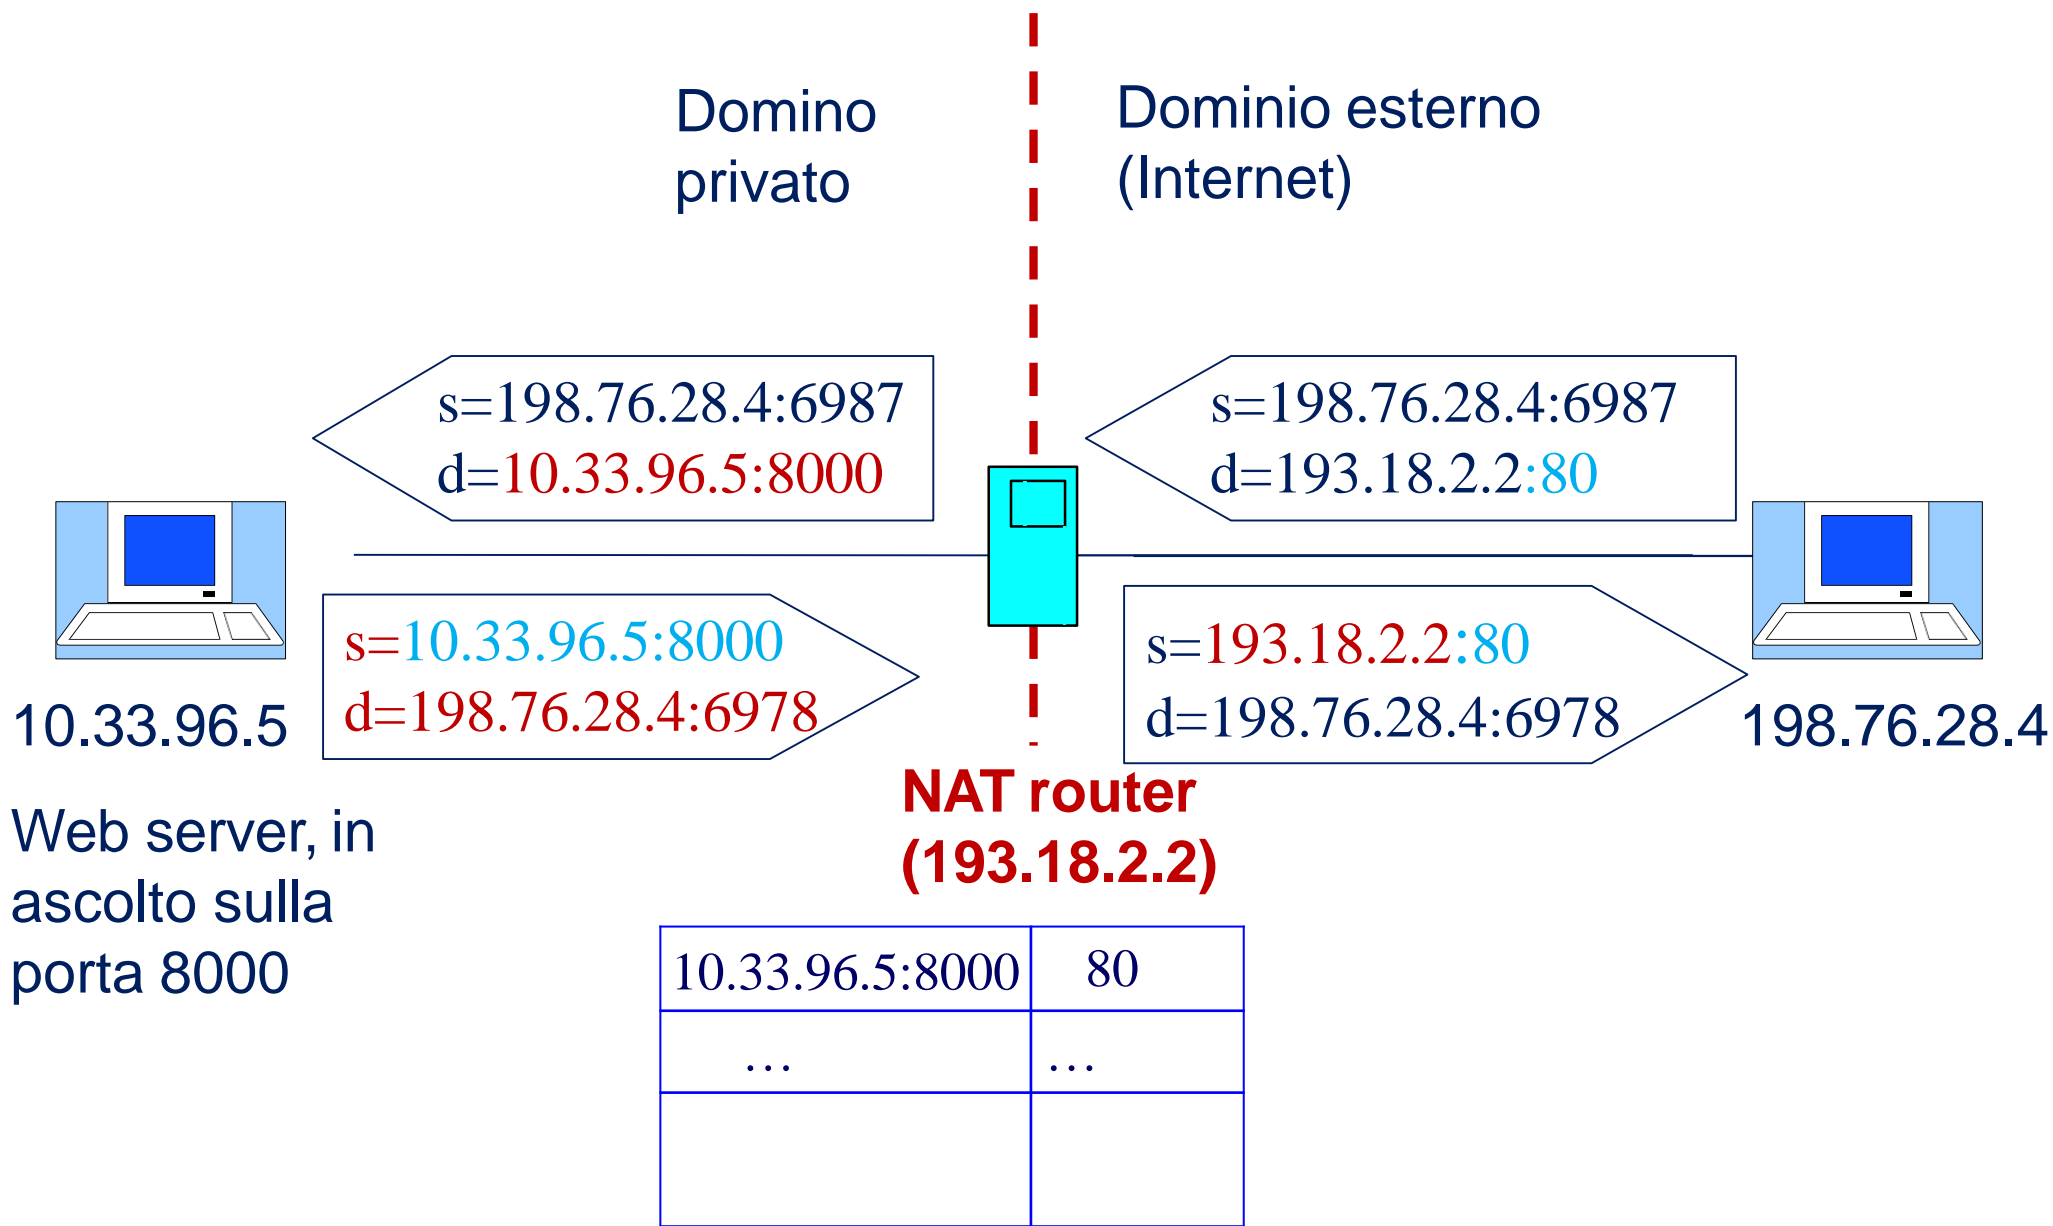 Domino
privato
Dominio esterno
(Internet)
s=198.76.28.4:6987
d=10.33.96.5:8000
s=198.76.28.4:6987
d=193.18.2.2:80
s=10.33.96.5:8000
d=198.76.28.4:6978
s=193.18.2.2:80
d=198.76.28.4:6978
10.33.96.5
198.76.28.4
Web server, in
ascolto sulla
porta 8000
NAT router
(193.18.2.2)
10.33.96.5:8000 80
… …